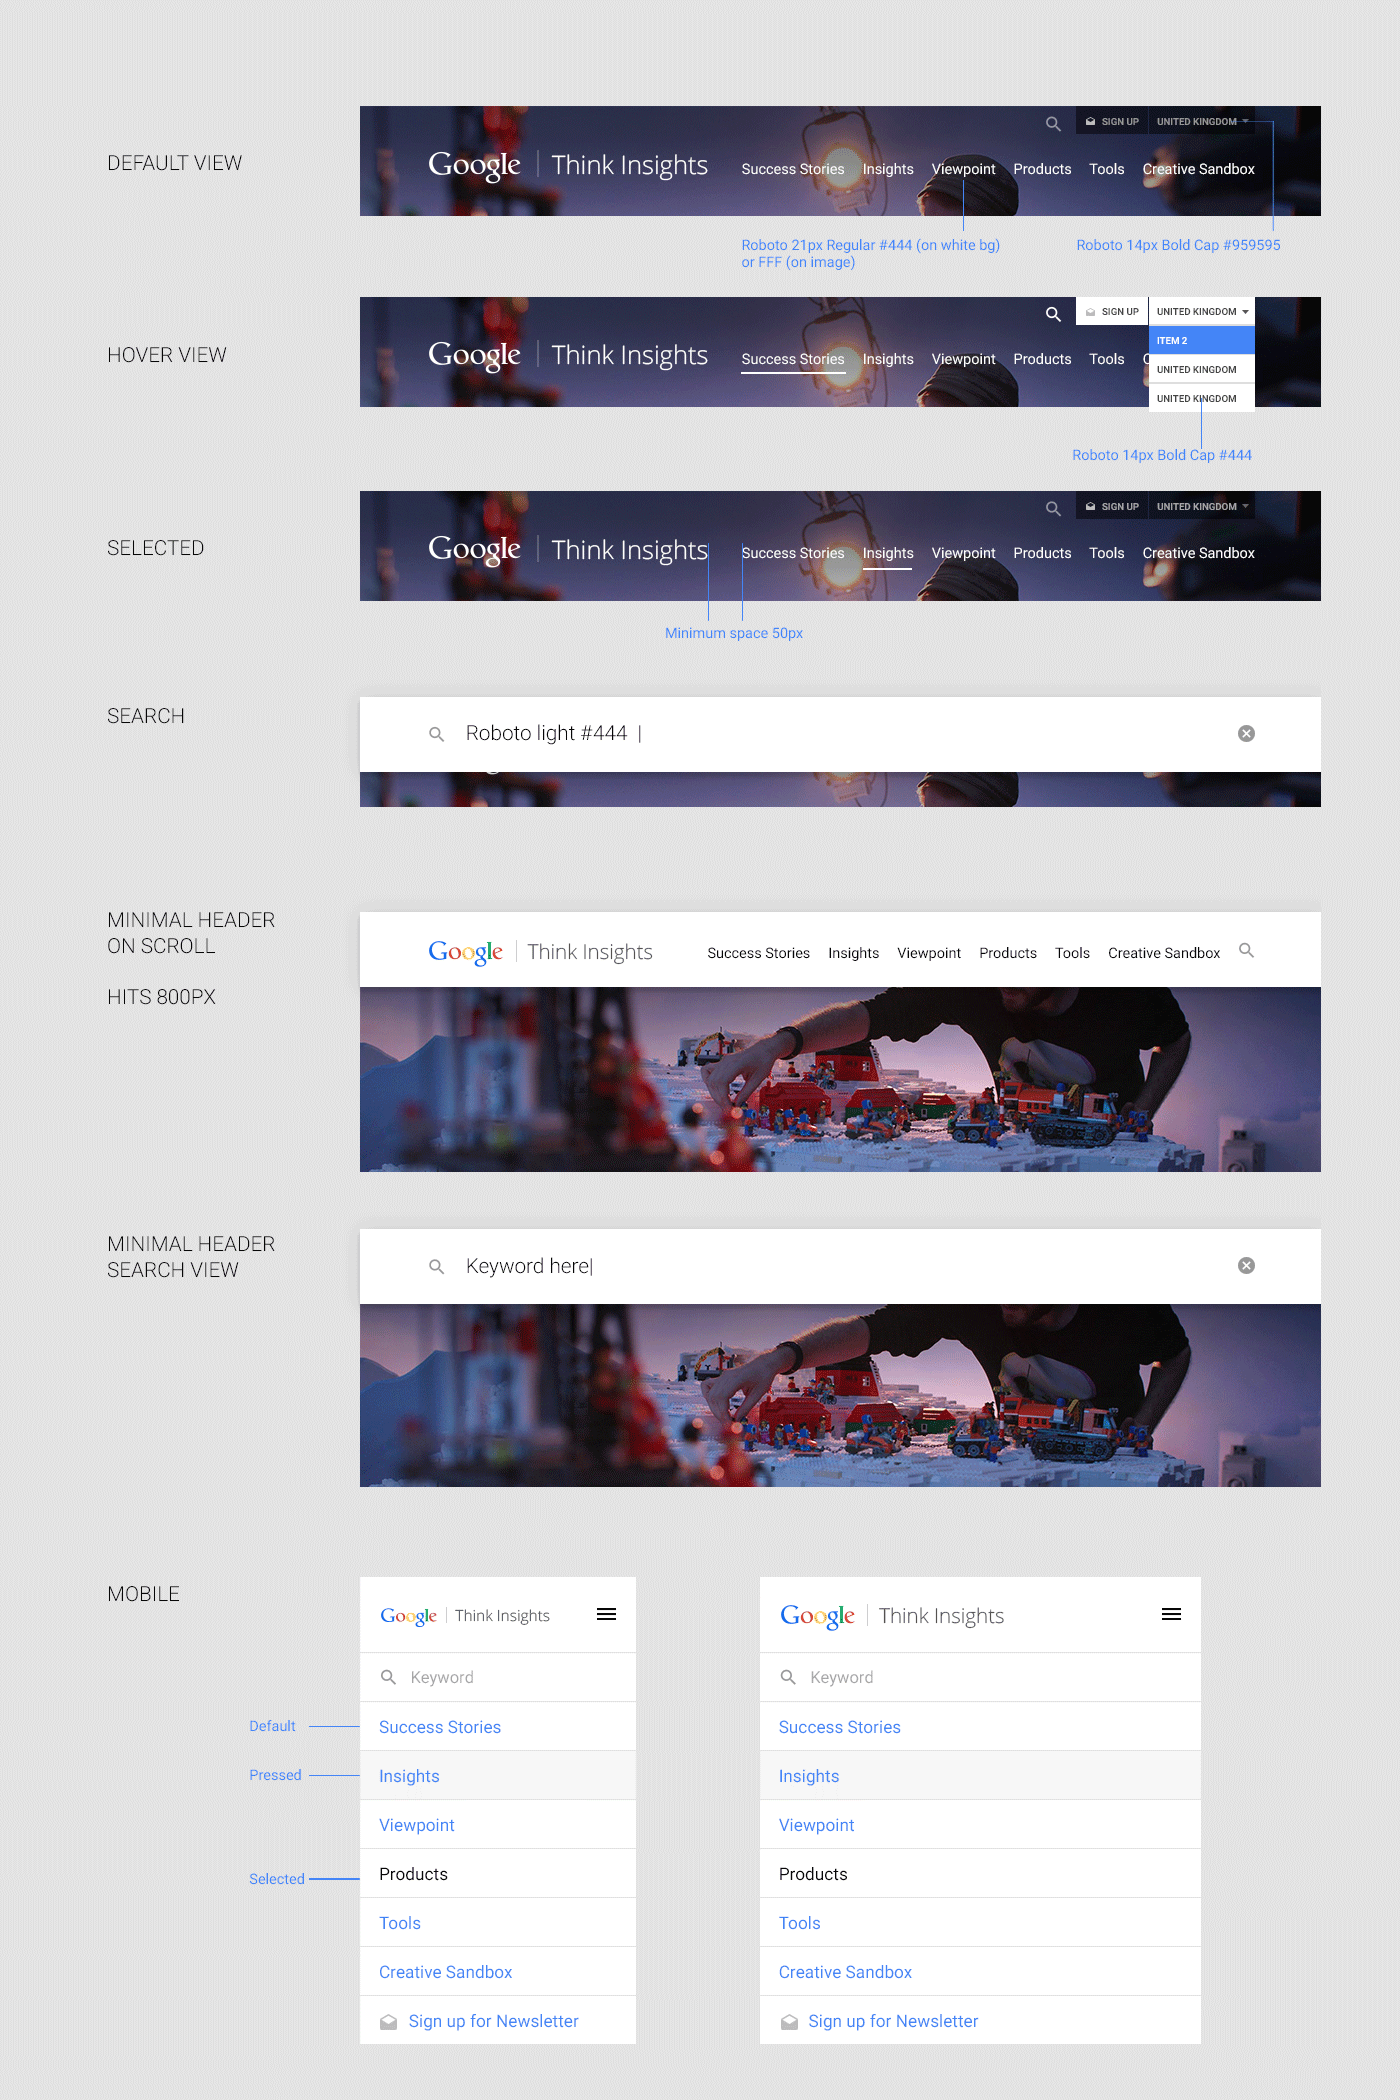 DEFAULT VIEW
SIGN UP UNITED KINGDOM
Google Think Insights Success Stories Insights Viewpoint Products Tools Creative Sandbox
Roboto 21px Regular #444 (on white bg)
or FFF (on image)
Roboto 14px Bold Cap #959595
HOVER VIEW
SIGN UP UNITED KINGDOM
ITEM 2
Google Think Insights Success Stories Insights Viewpoint Products Tools C
UNITED KINGDOM
UNITED KINGDOM
Roboto 14px Bold Cap #444
SELECTED
SIGN UP UNITED KINGDOM
Google Think Insights Success Stories Insights Viewpoint Products Tools Creative Sandbox
Minimum space 50px
SEARCH
Roboto light #444 |
MINIMAL HEADER
ON SCROLL
HITS 800PX
Google Think Insights Success Stories Insights Viewpoint Products Tools Creative Sandbox
MINIMAL HEADER
SEARCH VIEW
Keyword here|
MOBILE
Google Think Insights
Keyword
Default
Success Stories
Pressed
Insights
Viewpoint
Selected
Products
Tools
Creative Sandbox
Sign up for Newsletter
Google Think Insights
Keyword
Success Stories
Insights
Viewpoint
Products
Tools
Creative Sandbox
Sign up for Newsletter